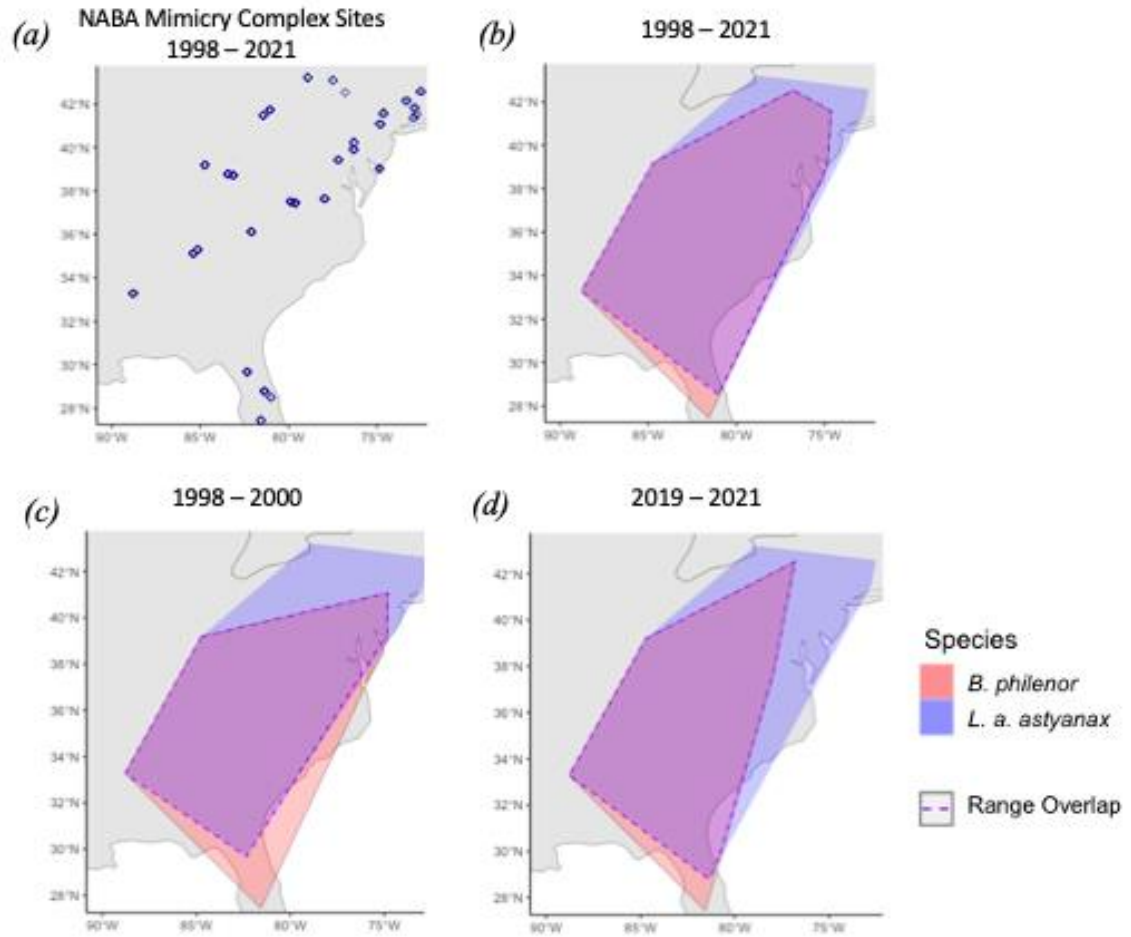 (a)
NABA Mimicry Complex Sites
1998 – 2021
42°N
40°N
38°N
36°N
34°N
32°N
30°N
28°N
90°W 85°W 80°W 75°W
(b)
1998 – 2021
42°N
40°N
38°N
36°N
34°N
32°N
30°N
28°N
90°W 85°W 80°W 75°W
(c)
1998 – 2000
42°N
40°N
38°N
36°N
34°N
32°N
30°N
28°N
90°W 85°W 80°W 75°W
(d)
2019 – 2021
42°N
40°N
38°N
36°N
34°N
32°N
30°N
28°N
90°W 85°W 80°W 75°W
Species
B. philenor
L. a. astyanax
Range Overlap